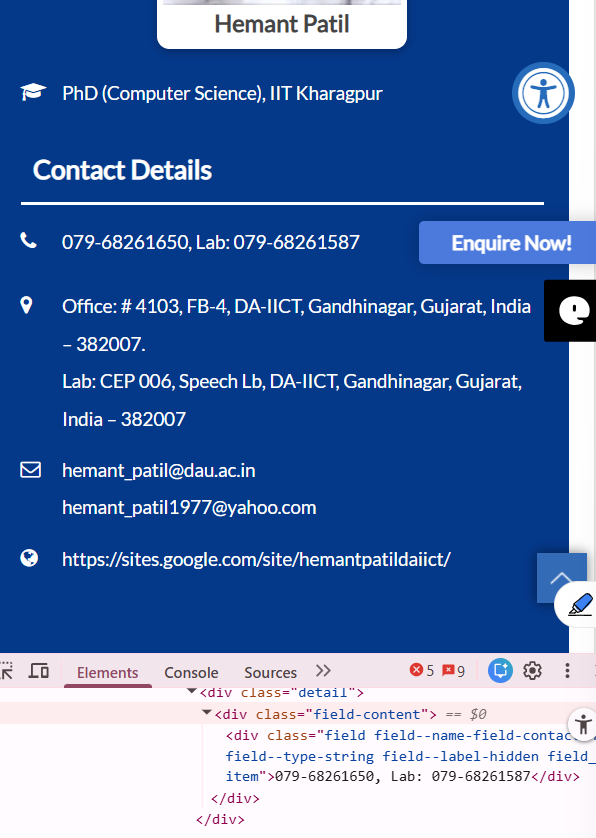 Hemant Patil
PhD (Computer Science), IIT Kharagpur
Contact Details
079-68261650, Lab: 079-68261587
Enquire Now!
Office: # 4103, FB-4, DA-IICT, Gandhinagar, Gujarat, India
– 382007.
Lab: CEP 006, Speech Lb, DA-IICT, Gandhinagar, Gujarat,
India – 382007
hemant_patil@dau.ac.in
hemant_patil1977@yahoo.com
https://sites.google.com/site/hemantpatildaiict/
Elements Console Sources 5 9
<div class="detail">
<div class="field-content"> == $0
<div class="field field--name-field-contac
field--type-string field--label-hidden field_
item">079-68261650, Lab: 079-68261587</div>
</div>
</div>